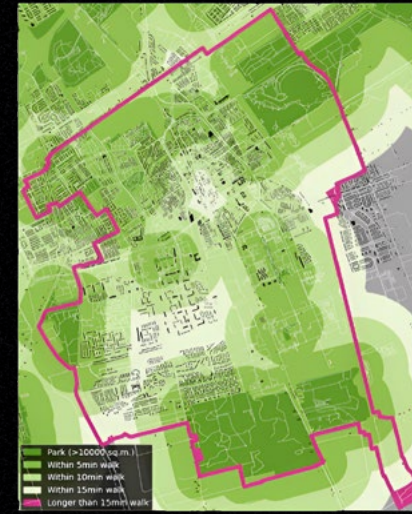 Park (>10000 sq.m.)
Within 5min walk
Within 10min walk
Within 15min walk
Longer than 15min walk